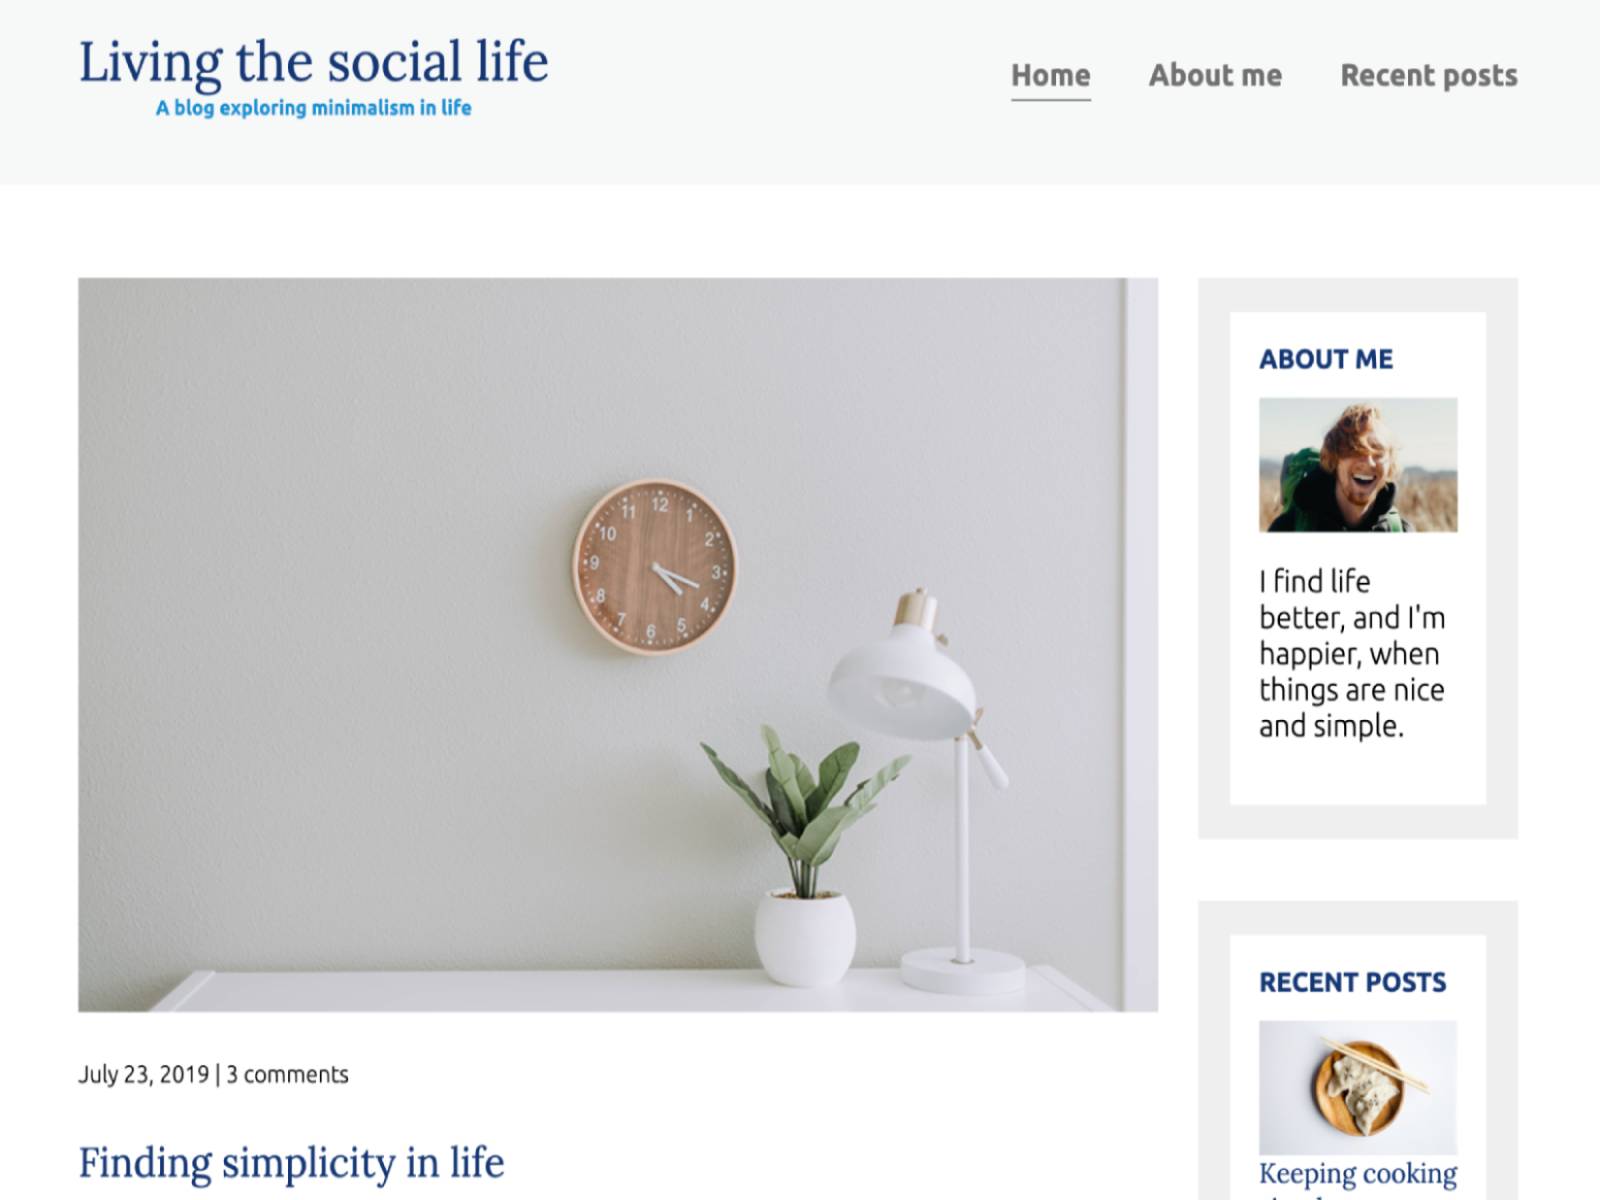 Living the social life
A blog exploring minimalism in life
Home About me Recent posts
12
11
1
10
2
9
3
8
4
7
5
6
July 23, 2019 | 3 comments
Finding simplicity in life
ABOUT ME
I find life
better, and I'm
happier, when
things are nice
and simple.
RECENT POSTS
Keeping cooking